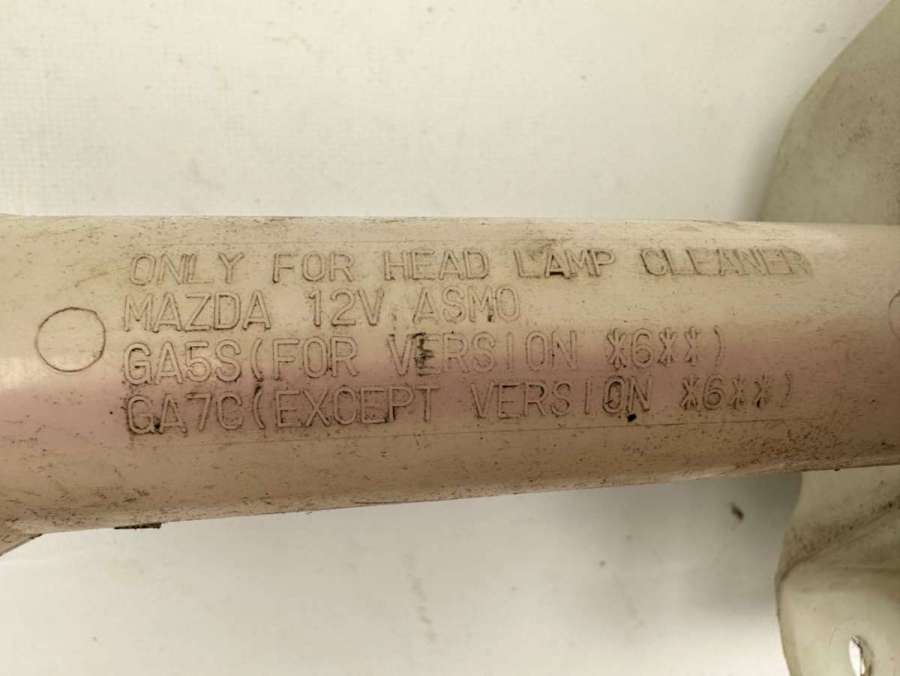 ONLY FOR HEAD LAMP CLEANER
MAZDA 12V ASMO
GA5S(FOR VERSION *6**)
GA7C(EXCEPT VERSION *6**)